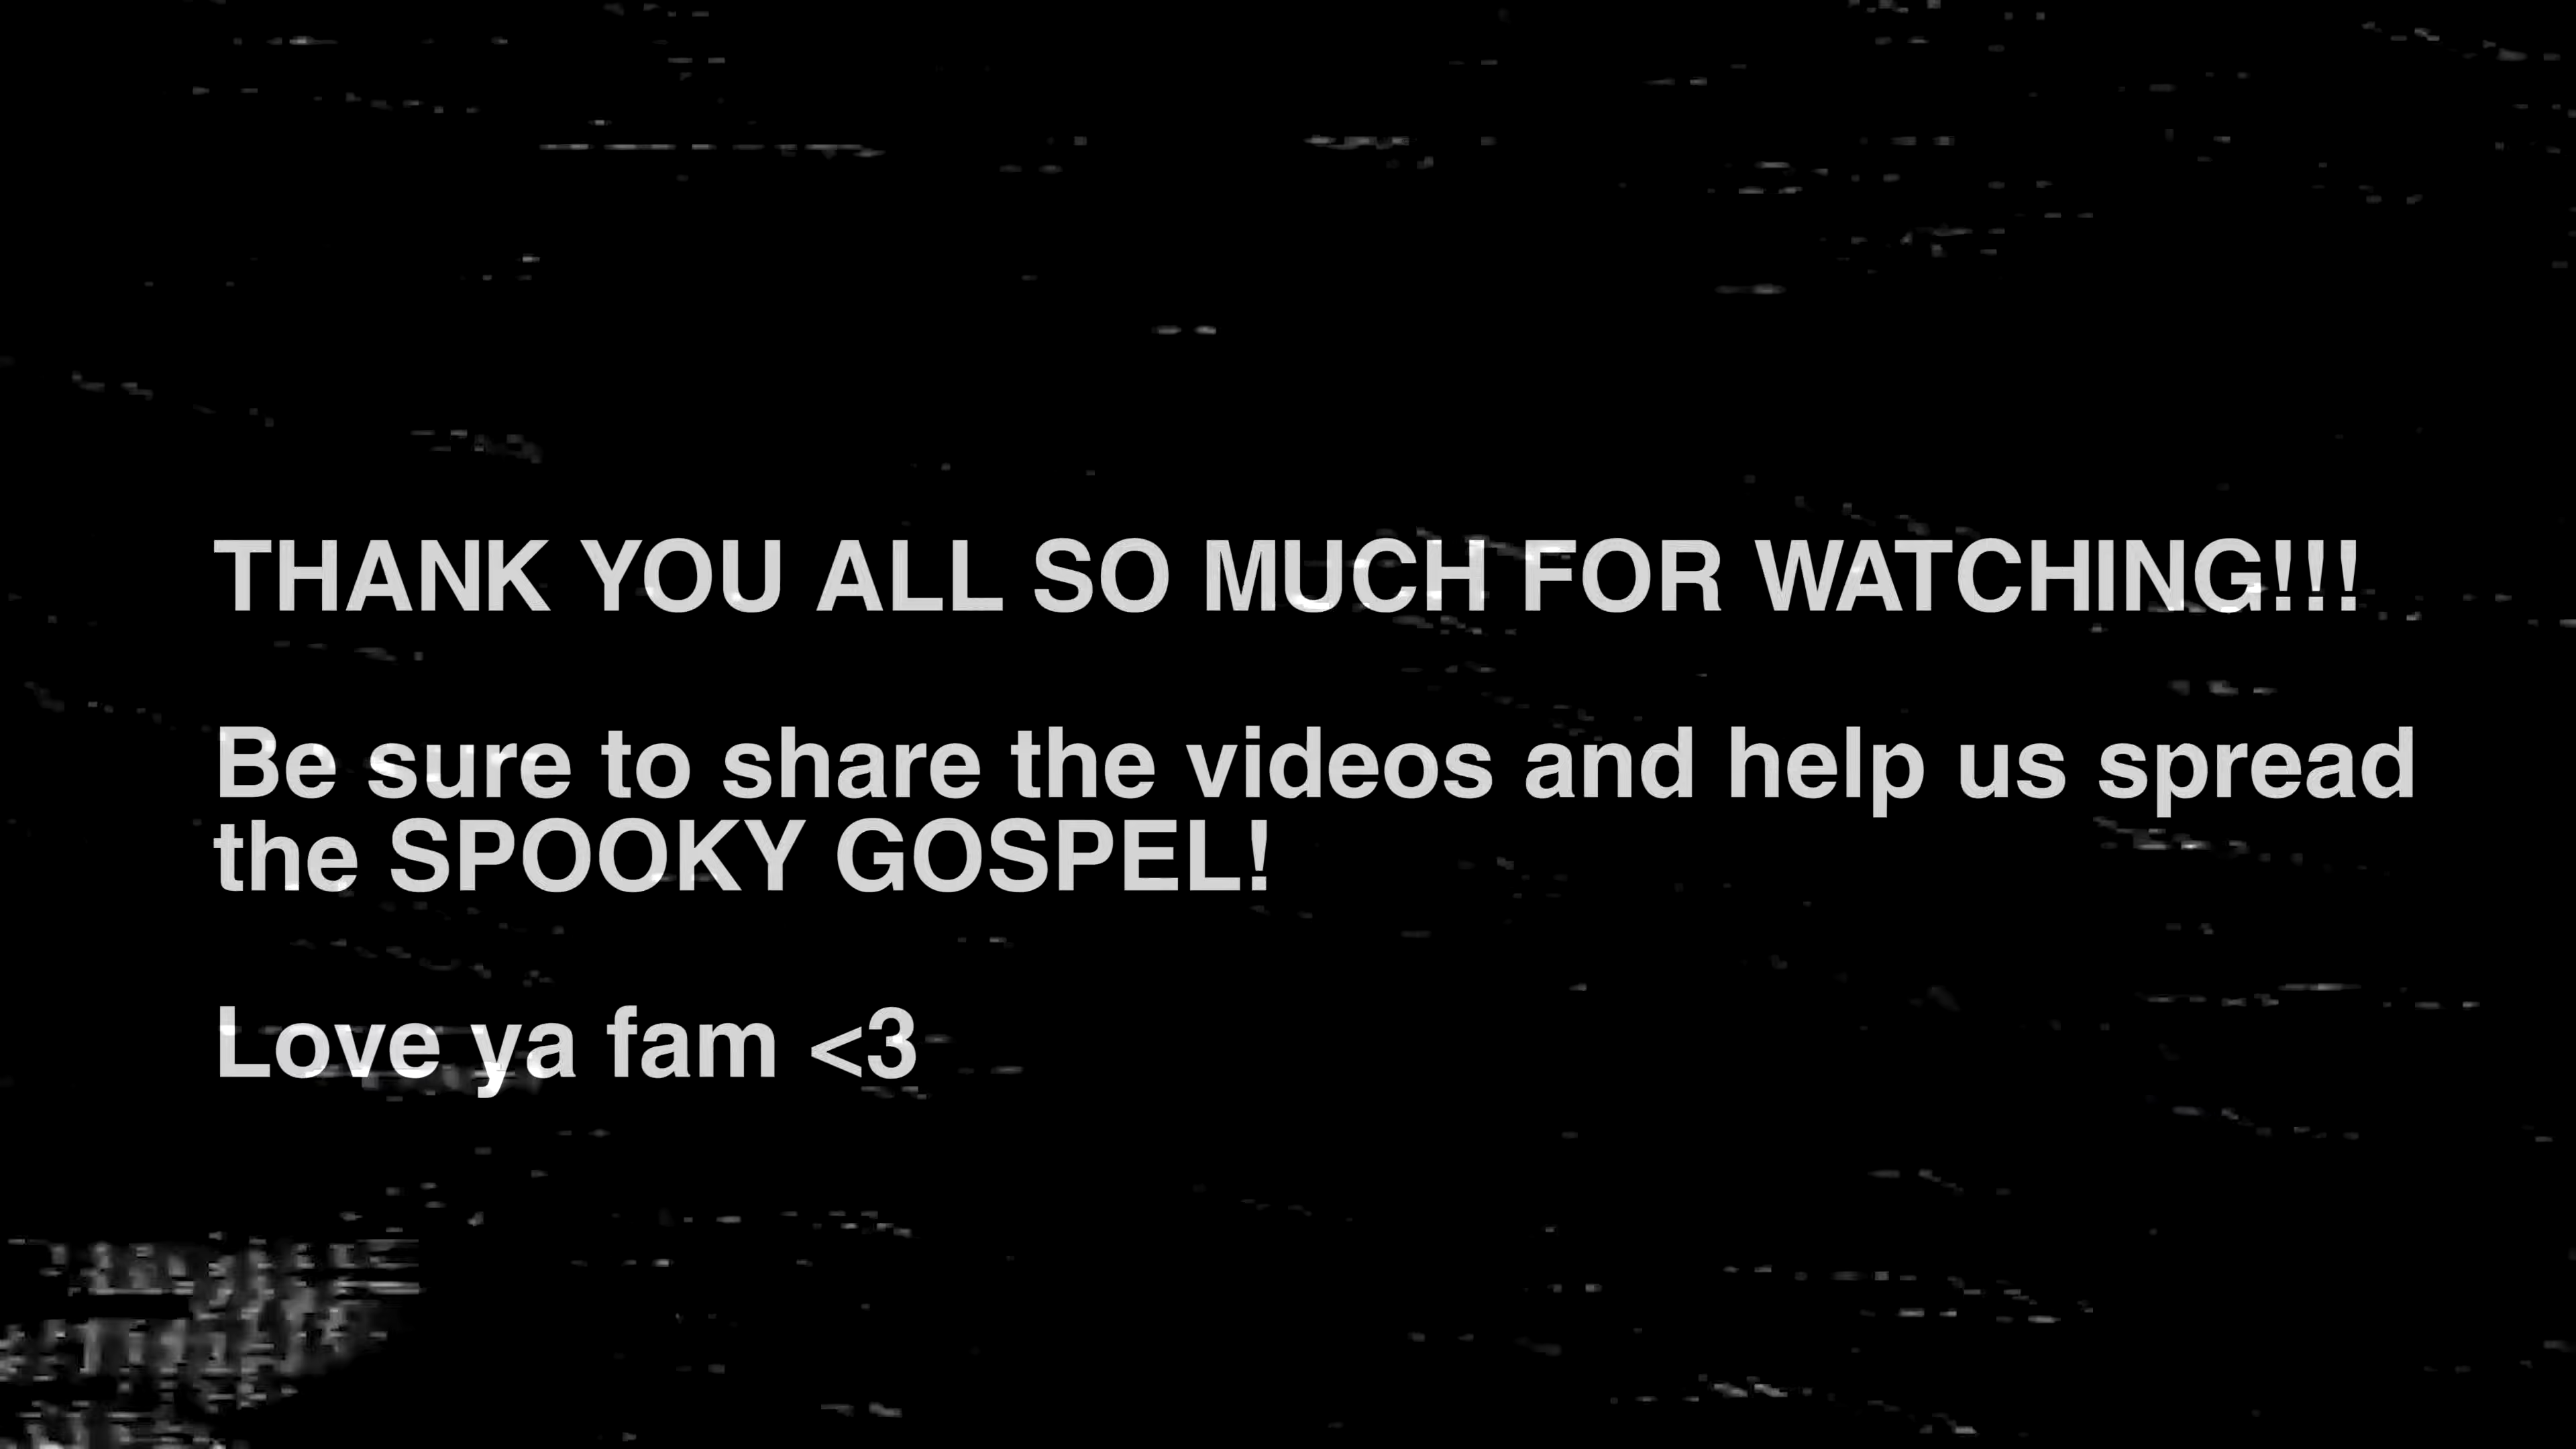 THANK YOU ALL SO MUCH FOR WATCHING!!!
Be sure to share the videos and help us spread
the SPOOKY GOSPEL!
Love ya fam <3